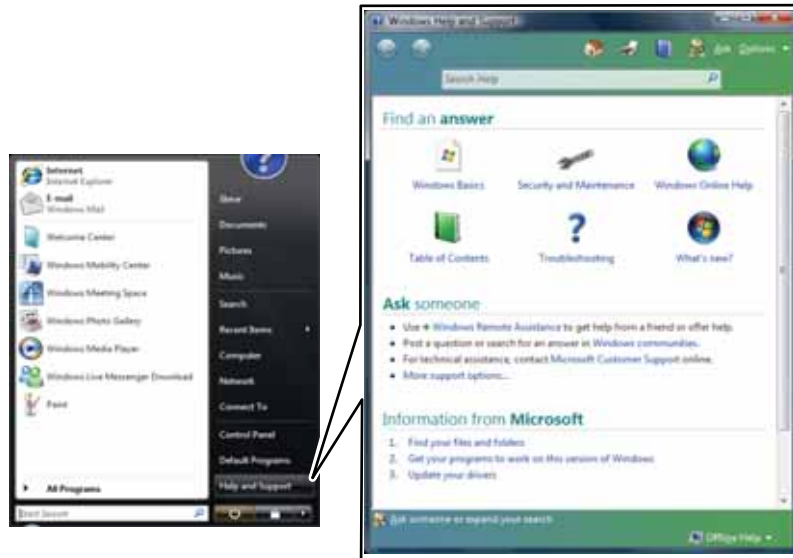 Internet
Internet Explorer
E-mail
Windows Mail
Welcome Center
Windows Mobility Center
Windows Meeting Space
Windows Photo Gallery
Windows Media Player
Windows Live Messenger Download
Paint
All Programs
Start Search
Documents
Pictures
Music
Search
Recent Items
Computer
Network
Connect To
Control Panel
Default Programs
Help and Support
Windows Help and Support
Ask Options
Search Help
Find an answer
Windows Basics Security and Maintenance Windows Online Help
Table of Contents Troubleshooting What's new?
Ask someone
Use Windows Remote Assistance to get help from a friend or offer help.
Post a question or search for an answer in Windows communities.
For technical assistance, contact Microsoft Customer Support online.
More support options...
Information from Microsoft
1. Find your files and folders
2. Get your programs to work on this version of Windows
3. Update your drivers
Ask someone or expand your search
Offline Help